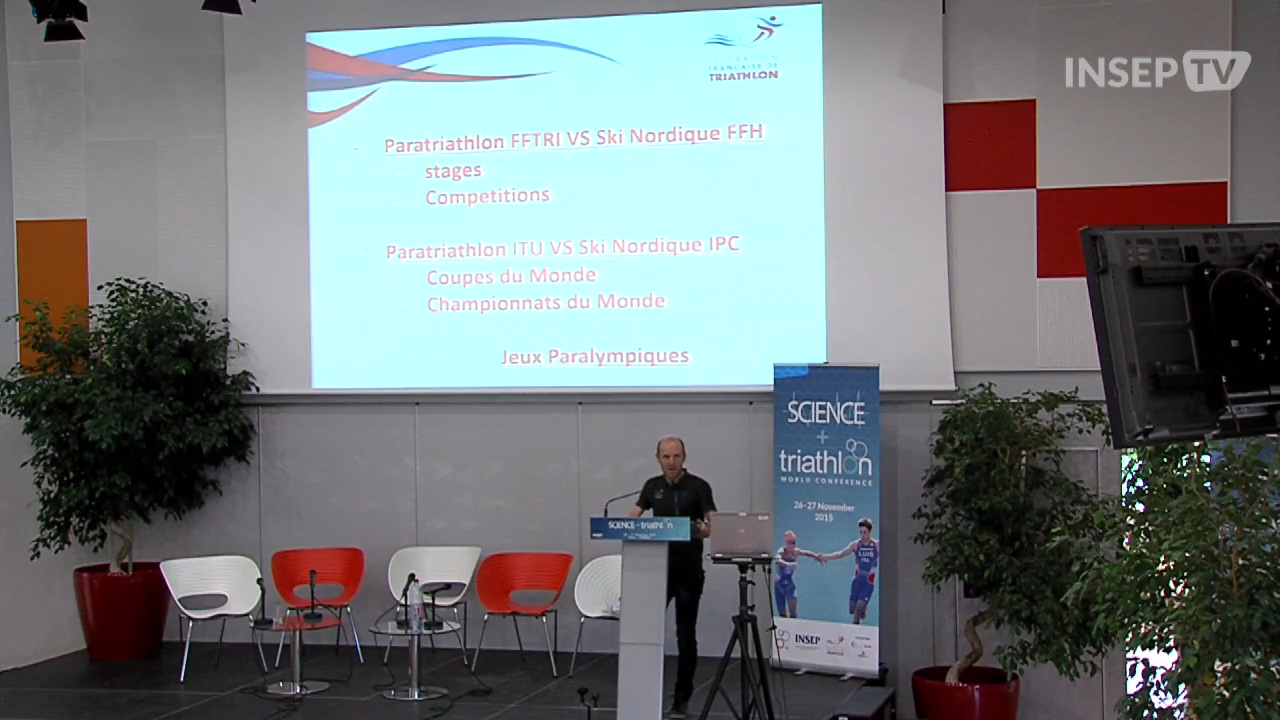 FRANÇAISE DE
TRIATHLON
INSEP TV
Paratriathlon FFTRI VS Ski Nordique FFH
stages
Competitions
Paratriathlon ITU VS Ski Nordique IPC
Coupes du Monde
Championnats du Monde
Jeux Paralympiques
SCIENCE
+
triathlon
WORLD CONFERENCE
26-27 November
2015
LUIS
INSEP
SCIENCE + triathlon